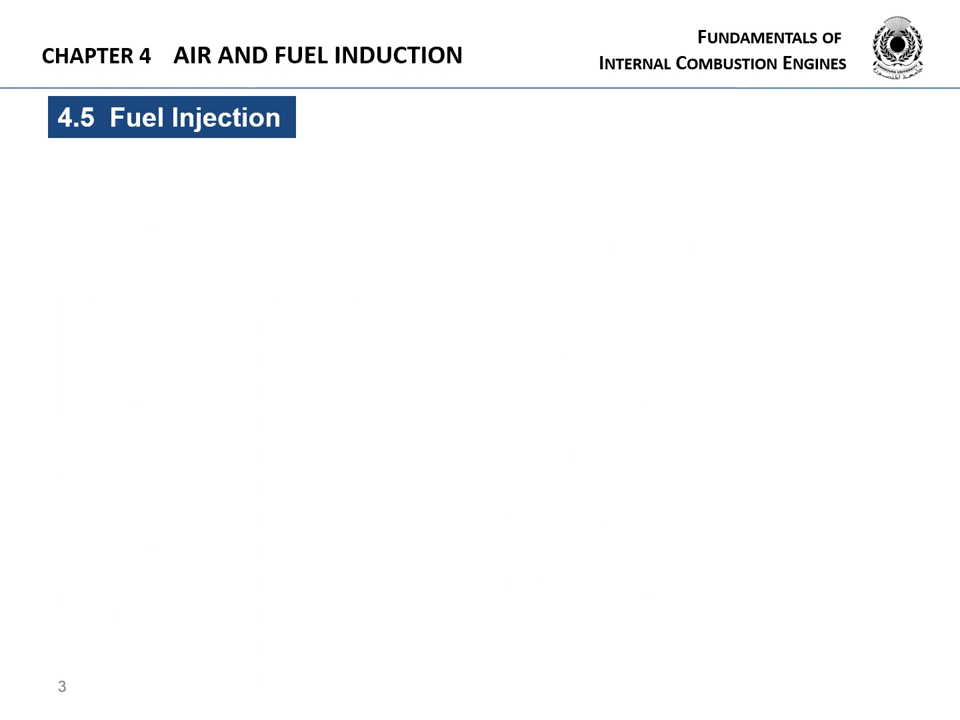 CHAPTER 4 AIR AND FUEL INDUCTION
FUNDAMENTALS OF
INTERNAL COMBUSTION ENGINES
4.5 Fuel Injection
3